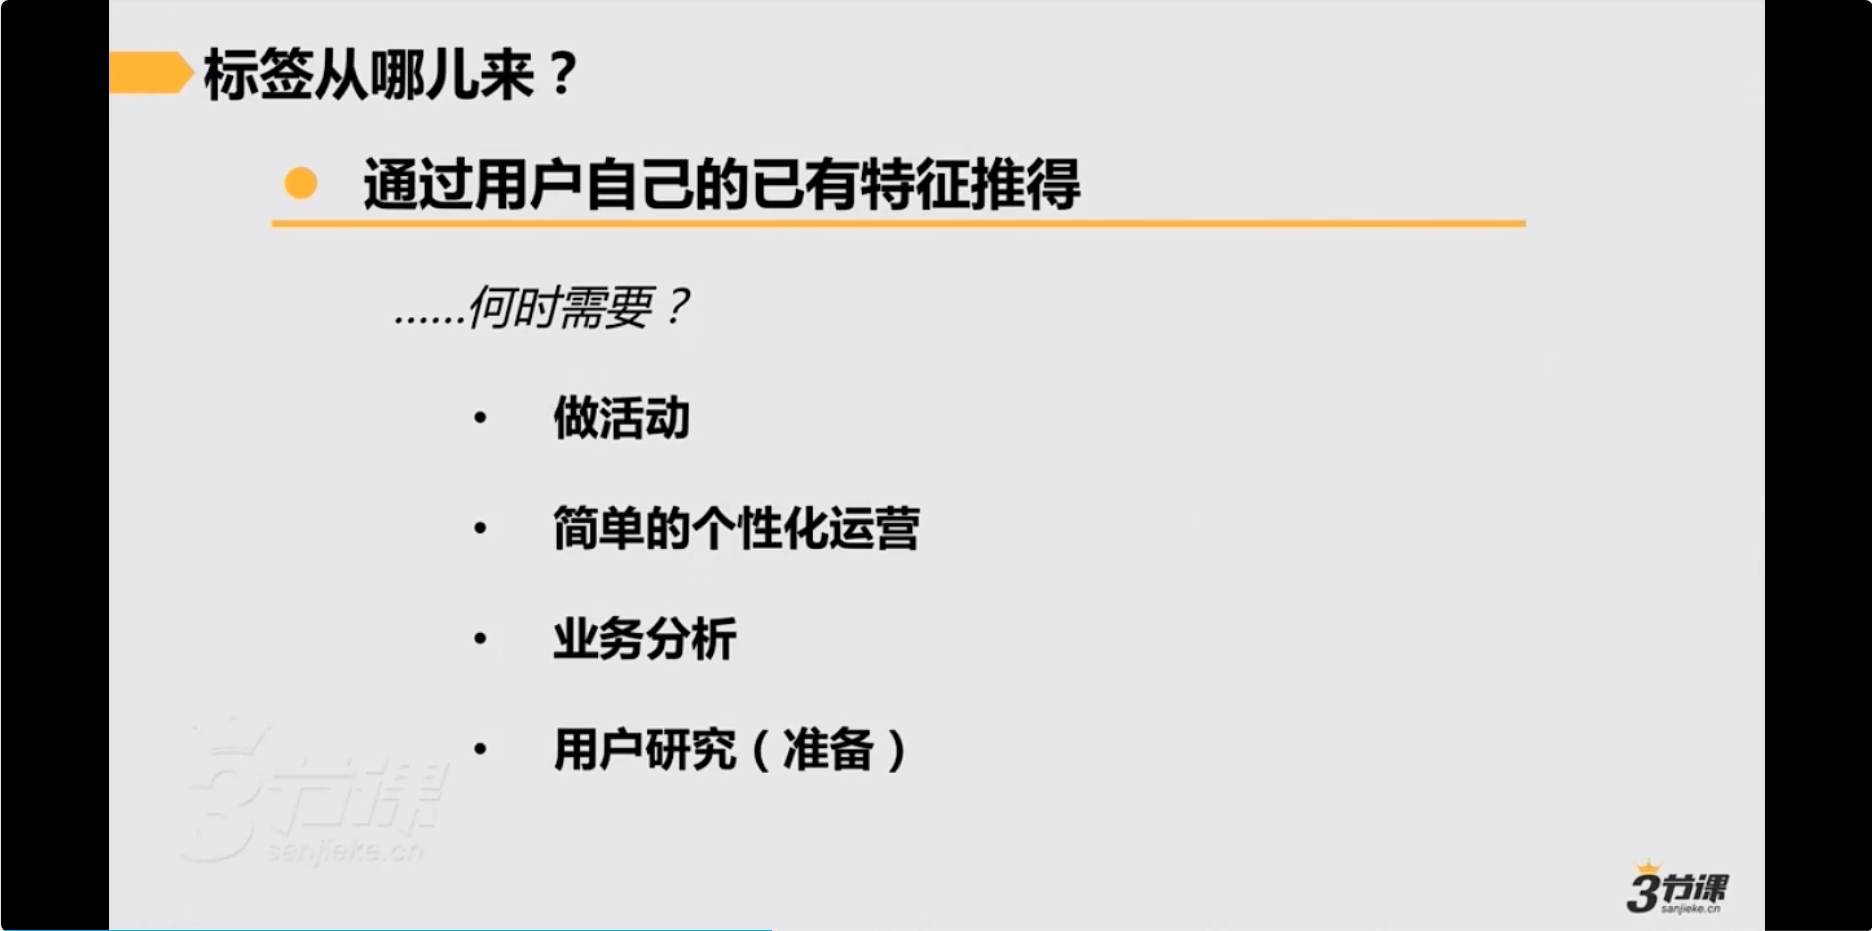 标签从哪儿来？
通过用户自己的已有特征推得
……何时需要？
• 做活动
• 简单的个性化运营
• 业务分析
• 用户研究（准备）
3节课
sanjieke.cn
3节课
sanjieke.cn